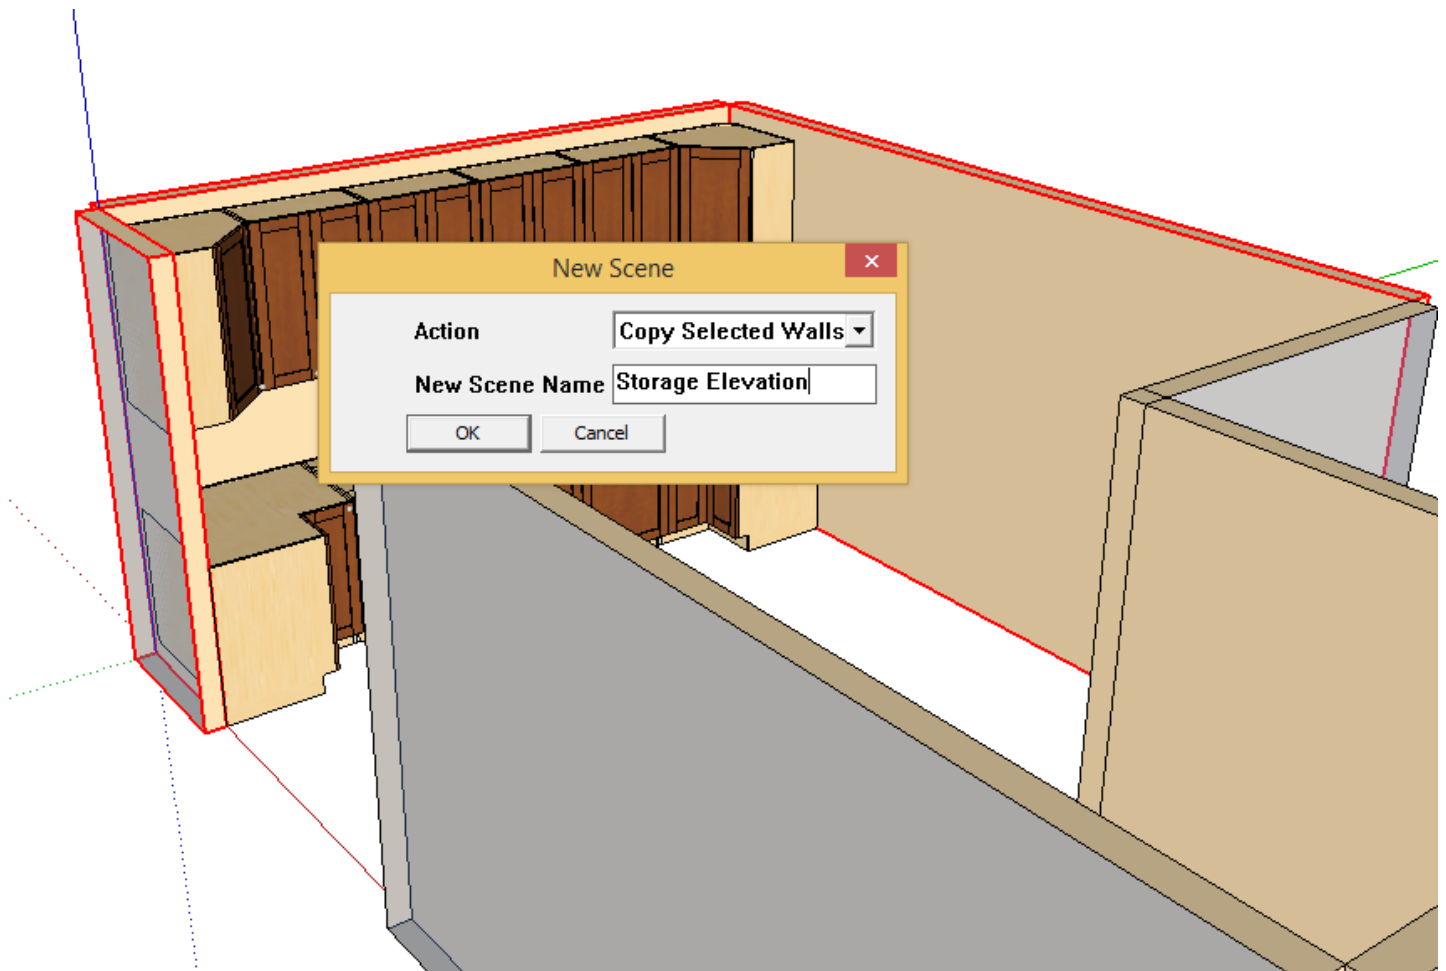 New Scene
Action
Copy Selected Walls
New Scene Name
Storage Elevation
OK
Cancel